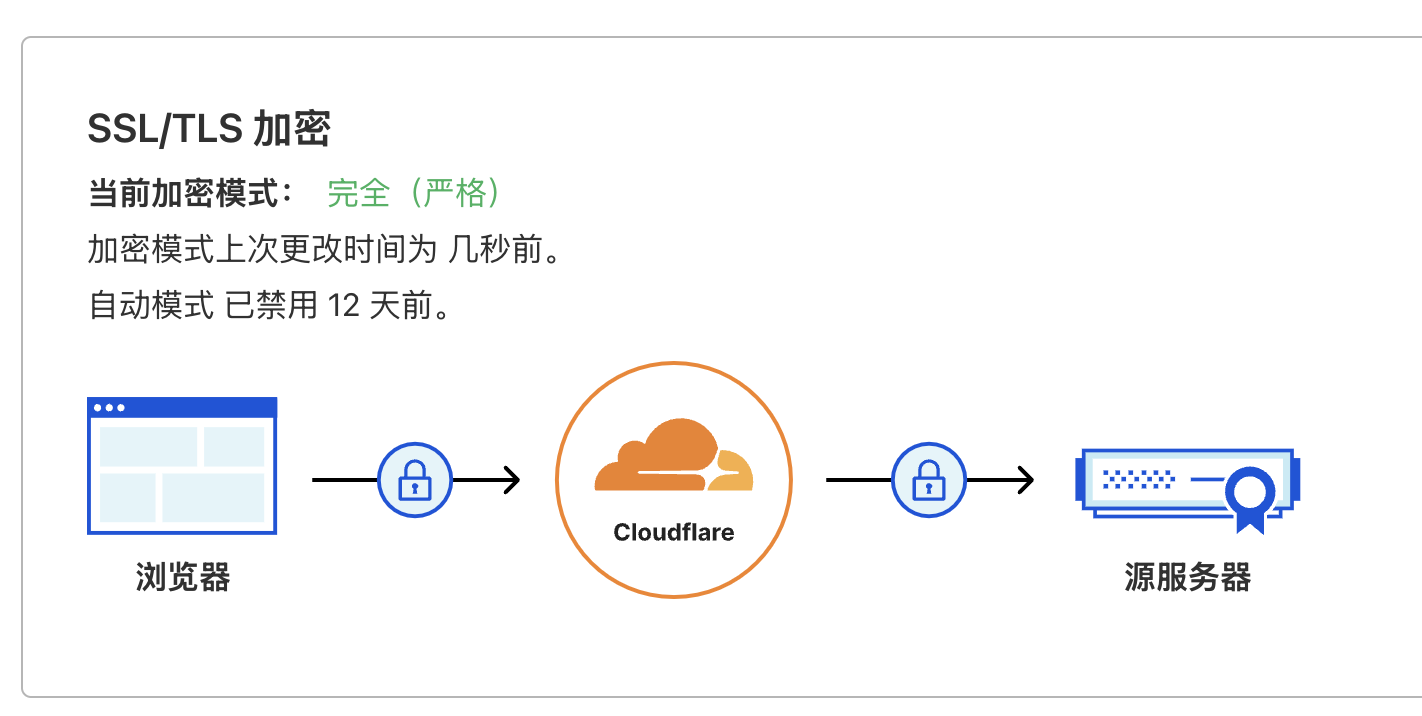 SSL/TLS 加密
当前加密模式： 完全（严格）
加密模式上次更改时间为 几秒前。
自动模式 已禁用 12 天前。
Cloudflare
浏览器
源服务器